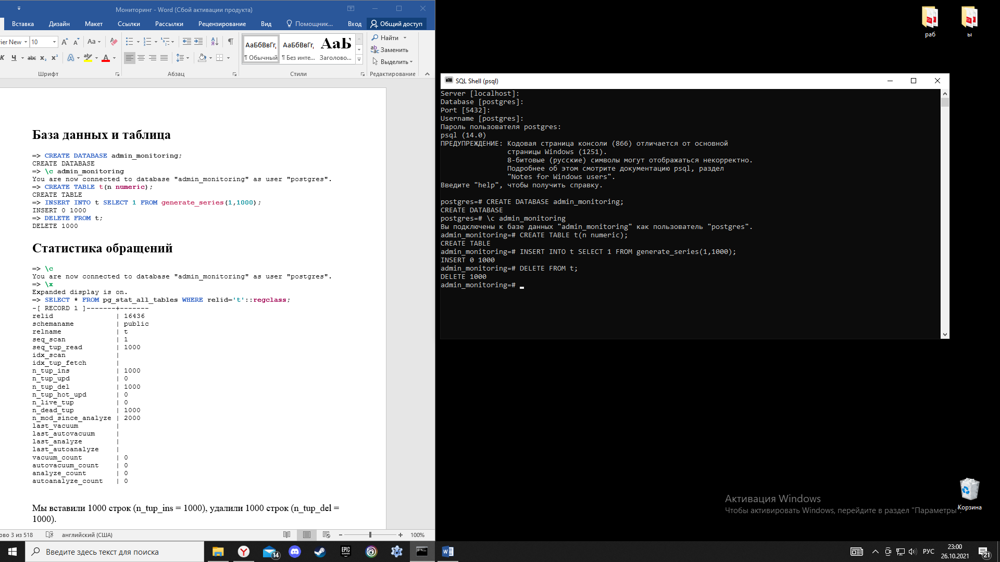 Мониторинг - Word (Сбой активации продукта)
Вставка Дизайн Макет Ссылки Рассылки Рецензирование Вид Помощник... Вход Общий доступ
ier New 10 Aa Найти
К Ч abc x₂ x² A A Заменить
Выделить
АаБбВвГг, АаБбВвГг, АаБ
¶ Обычный ¶ Без инте... Заголово...
Шрифт Абзац Стили Редактирование
База данных и таблица
=> CREATE DATABASE admin_monitoring;
CREATE DATABASE
=> \c admin_monitoring
You are now connected to database "admin_monitoring" as user "postgres".
=> CREATE TABLE t(n numeric);
CREATE TABLE
=> INSERT INTO t SELECT 1 FROM generate_series(1,1000);
INSERT 0 1000
=> DELETE FROM t;
DELETE 1000
Статистика обращений
=> \c
You are now connected to database "admin_monitoring" as user "postgres".
=> \x
Expanded display is on.
=> SELECT * FROM pg_stat_all_tables WHERE relid='t'::regclass;
-[ RECORD 1 ]-------+-------
relid | 16436
schemaname | public
relname | t
seq_scan | 1
seq_tup_read | 1000
idx_scan |
idx_tup_fetch |
n_tup_ins | 1000
n_tup_upd | 0
n_tup_del | 1000
n_tup_hot_upd | 0
n_live_tup | 0
n_dead_tup | 1000
n_mod_since_analyze | 2000
last_vacuum |
last_autovacuum |
last_analyze |
last_autoanalyze |
vacuum_count | 0
autovacuum_count | 0
analyze_count | 0
autoanalyze_count | 0
Мы вставили 1000 строк (n_tup_ins = 1000), удалили 1000 строк (n_tup_del =
1000).
ово 3 из 518 английский (США) 100%
раб
ы
SQL Shell (psql)
Server [localhost]:
Database [postgres]:
Port [5432]:
Username [postgres]:
Пароль пользователя postgres:
psql (14.0)
ПРЕДУПРЕЖДЕНИЕ: Кодовая страница консоли (866) отличается от основной
страницы Windows (1251).
8-битовые (русские) символы могут отображаться некорректно.
Подробнее об этом смотрите документацию psql, раздел
"Notes for Windows users".
Введите "help", чтобы получить справку.
postgres=# CREATE DATABASE admin_monitoring;
CREATE DATABASE
postgres=# \c admin_monitoring
Вы подключены к базе данных "admin_monitoring" как пользователь "postgres".
admin_monitoring=# CREATE TABLE t(n numeric);
CREATE TABLE
admin_monitoring=# INSERT INTO t SELECT 1 FROM generate_series(1,1000);
INSERT 0 1000
admin_monitoring=# DELETE FROM t;
DELETE 1000
admin_monitoring=#
Активация Windows
Чтобы активировать Windows, перейдите в раздел "Параметры".
Корзина
Введите здесь текст для поиска
14
EPIC GAMES
РУС
23:00
26.10.2021
21